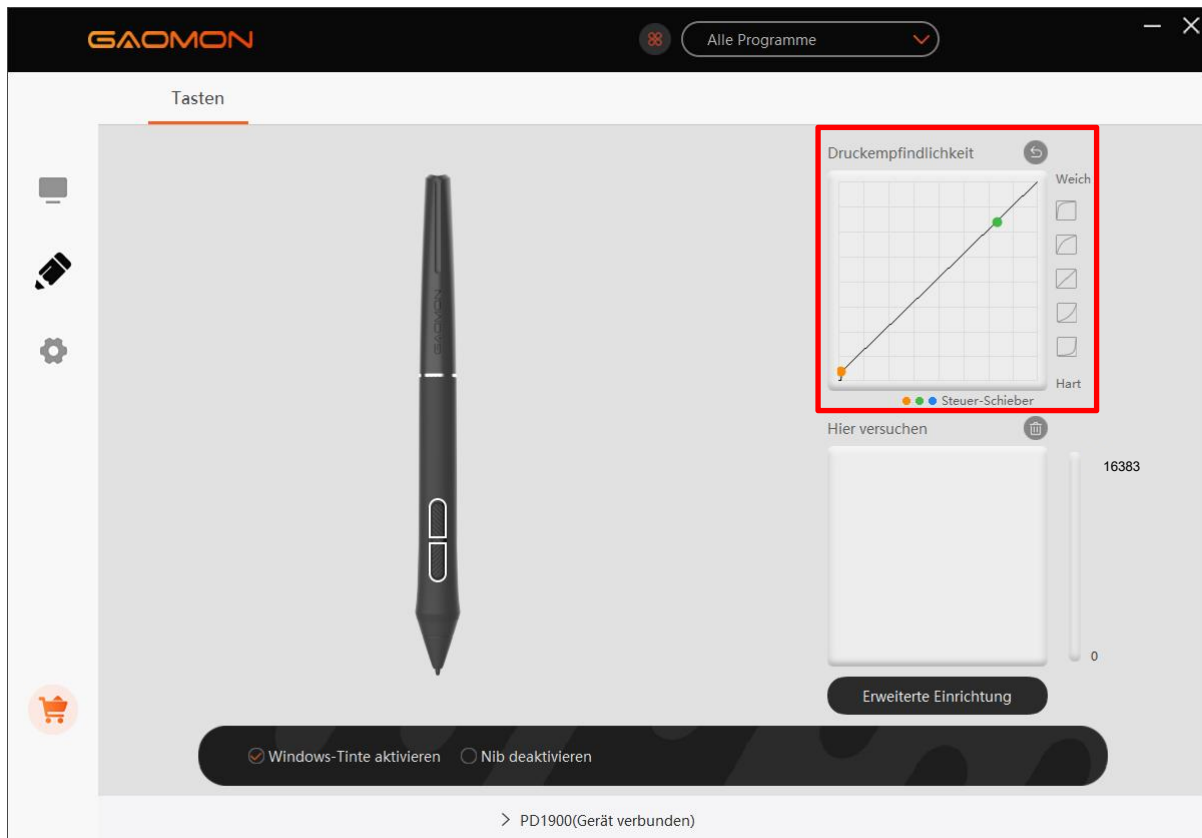 GAOMON
Alle Programme
Tasten
Druckempfindlichkeit
Weich
Hart
Steuer-Schieber
Hier versuchen
16383
0
Erweiterte Einrichtung
GAOMON
Windows-Tinte aktivieren
Nib deaktivieren
PD1900(Gerät verbunden)